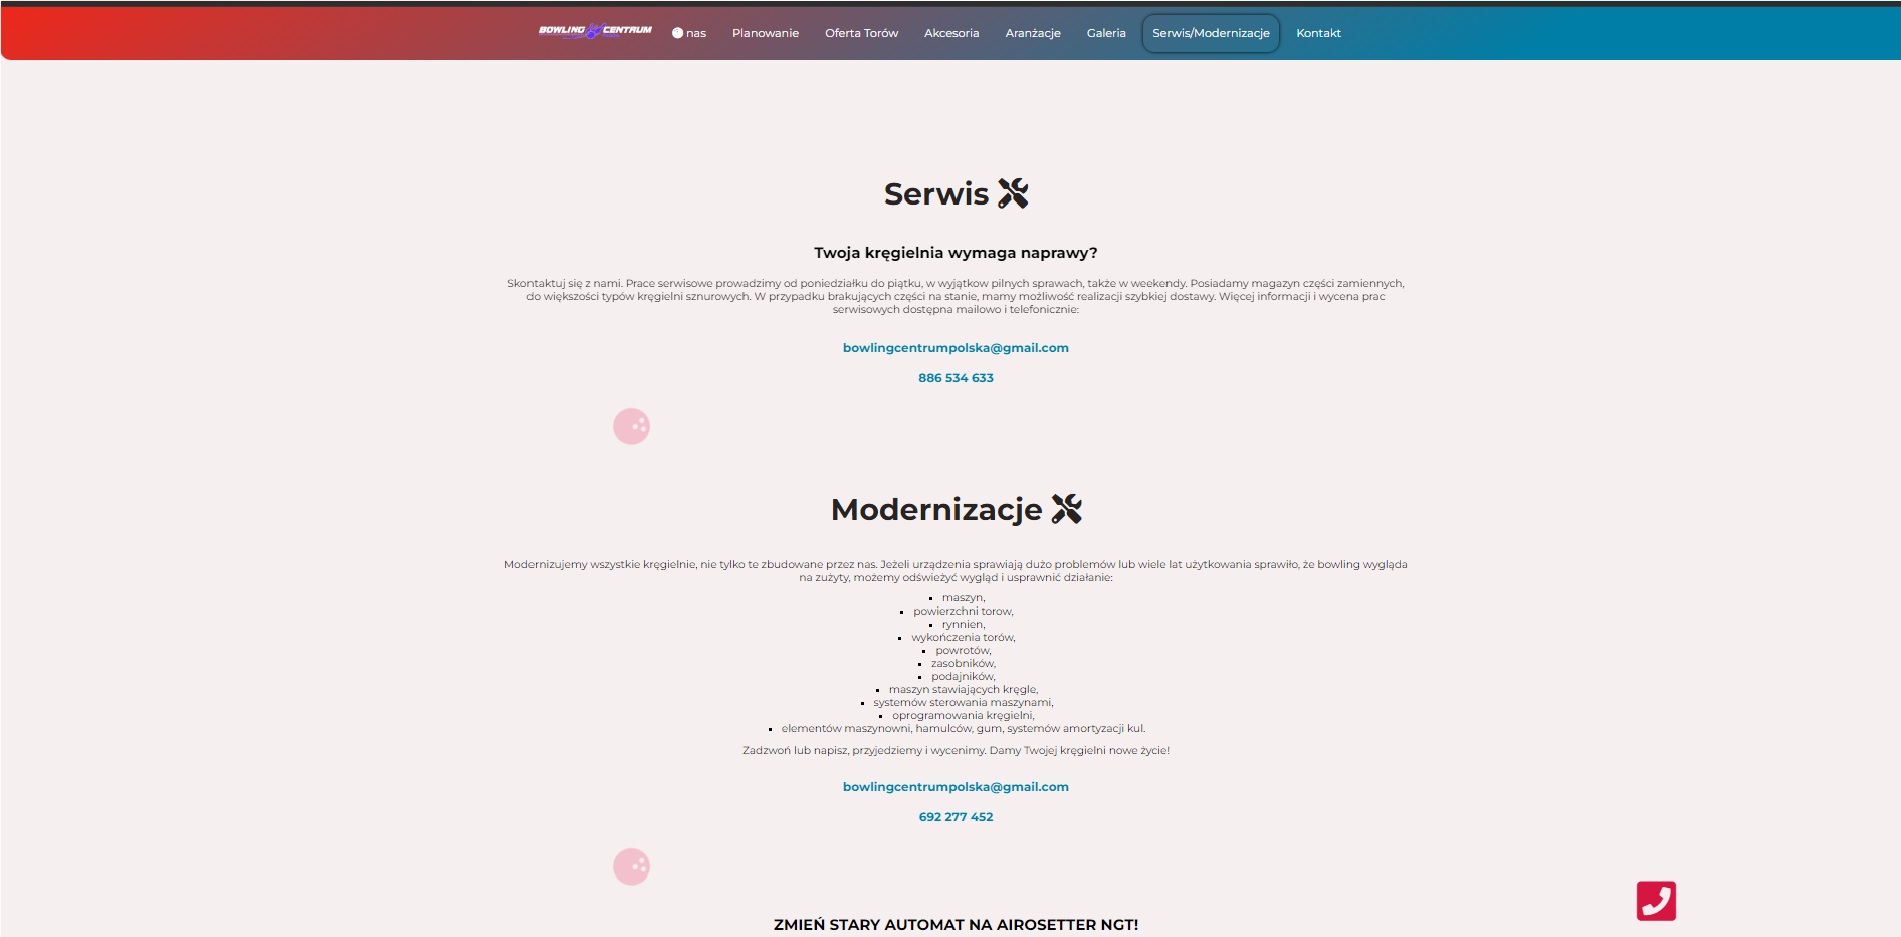 BOWLING CENTRUM
nas Planowanie Oferta Torów Akcesoria Aranżacje Galeria Serwis/Modernizacje Kontakt
Serwis
Twoja kręgielnia wymaga naprawy?
Skontaktuj się z nami. Prace serwisowe prowadzimy od poniedziałku do piątku, w wyjątkow pilnych sprawach, także w weekendy. Posiadamy magazyn części zamiennych,
do większości typów kręgielni sznurowych. W przypadku brakujących części na stanie, mamy możliwość realizacji szybkiej dostawy. Więcej informacji i wycena prac
serwisowych dostępna mailowo i telefonicznie:
bowlingcentrumpolska@gmail.com
886 534 633
Modernizacje
Modernizujemy wszystkie kręgielnie, nie tylko te zbudowane przez nas. Jeżeli urządzenia sprawiają dużo problemów lub wiele lat użytkowania sprawiło, że bowling wygląda
na zużyty, możemy odświeżyć wygląd i usprawnić działanie:
▪ maszyn,
▪ powierzchni torow,
▪ rynnien,
▪ wykończenia torów,
▪ powrotów,
▪ zasobników,
▪ podajników,
▪ maszyn stawiających kręgle,
▪ systemów sterowania maszynami,
▪ oprogramowania kręgielni,
▪ elementów maszynowni, hamulców, gum, systemów amortyzacji kul.
Zadzwoń lub napisz, przyjedziemy i wycenimy. Damy Twojej kręgielni nowe życie!
bowlingcentrumpolska@gmail.com
692 277 452
ZMIEŃ STARY AUTOMAT NA AIROSETTER NGT!